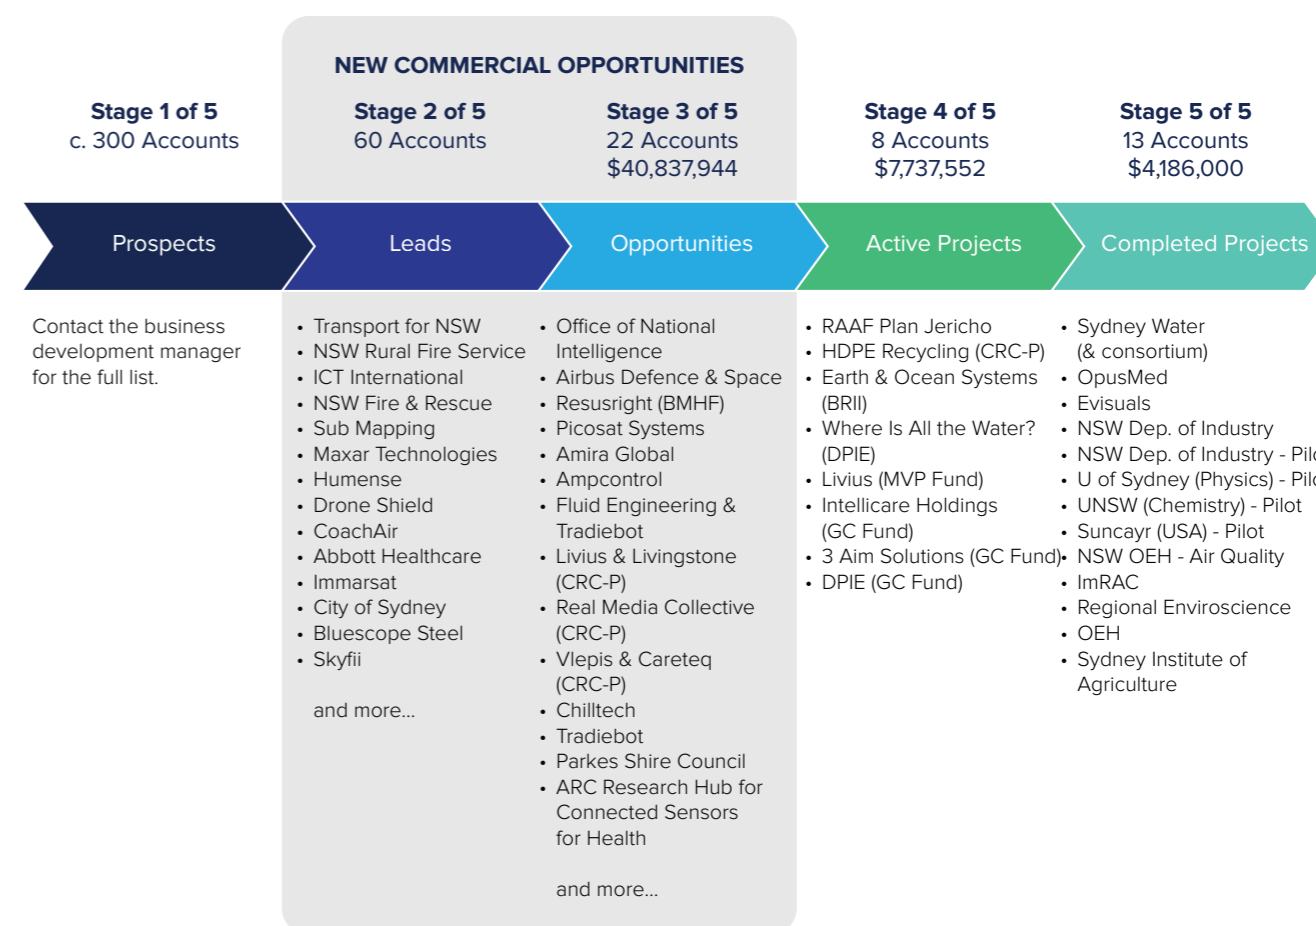 NEW COMMERCIAL OPPORTUNITIES
Stage 1 of 5
c. 300 Accounts
Stage 2 of 5
60 Accounts
Stage 3 of 5
22 Accounts
$40,837,944
Stage 4 of 5
8 Accounts
$7,737,552
Stage 5 of 5
13 Accounts
$4,186,000
Prospects
Leads
Opportunities
Active Projects
Completed Projects
Contact the business
development manager
for the full list.
• Transport for NSW
• NSW Rural Fire Service
• ICT International
• NSW Fire & Rescue
• Sub Mapping
• Maxar Technologies
• Humense
• Drone Shield
• CoachAir
• Abbott Healthcare
• Immarsat
• City of Sydney
• Bluescope Steel
• Skyfii
and more...
• Office of National
Intelligence
• Airbus Defence & Space
• Resusright (BMHF)
• Picosat Systems
• Amira Global
• Ampcontrol
• Fluid Engineering &
Tradiebot
• Livius & Livingstone
(CRC-P)
• Real Media Collective
(CRC-P)
• Vlepis & Careteq
(CRC-P)
• Chilltech
• Tradiebot
• Parkes Shire Council
• ARC Research Hub for
Connected Sensors
for Health
and more...
• RAAF Plan Jericho
• HDPE Recycling (CRC-P)
• Earth & Ocean Systems
(BRII)
• Where Is All the Water?
(DPIE)
• Livius (MVP Fund)
• Intellicare Holdings
(GC Fund)
• 3 Aim Solutions (GC Fund)
• DPIE (GC Fund)
• Sydney Water
(& consortium)
• OpusMed
• Evisuals
• NSW Dep. of Industry
• NSW Dep. of Industry -
• U of Sydney (Physics) -
• UNSW (Chemistry) - Pilot
• Suncayr (USA) - Pilot
• NSW OEH - Air Quality
• ImRAC
• Regional Enviroscience
• OEH
• Sydney Institute of
Agriculture